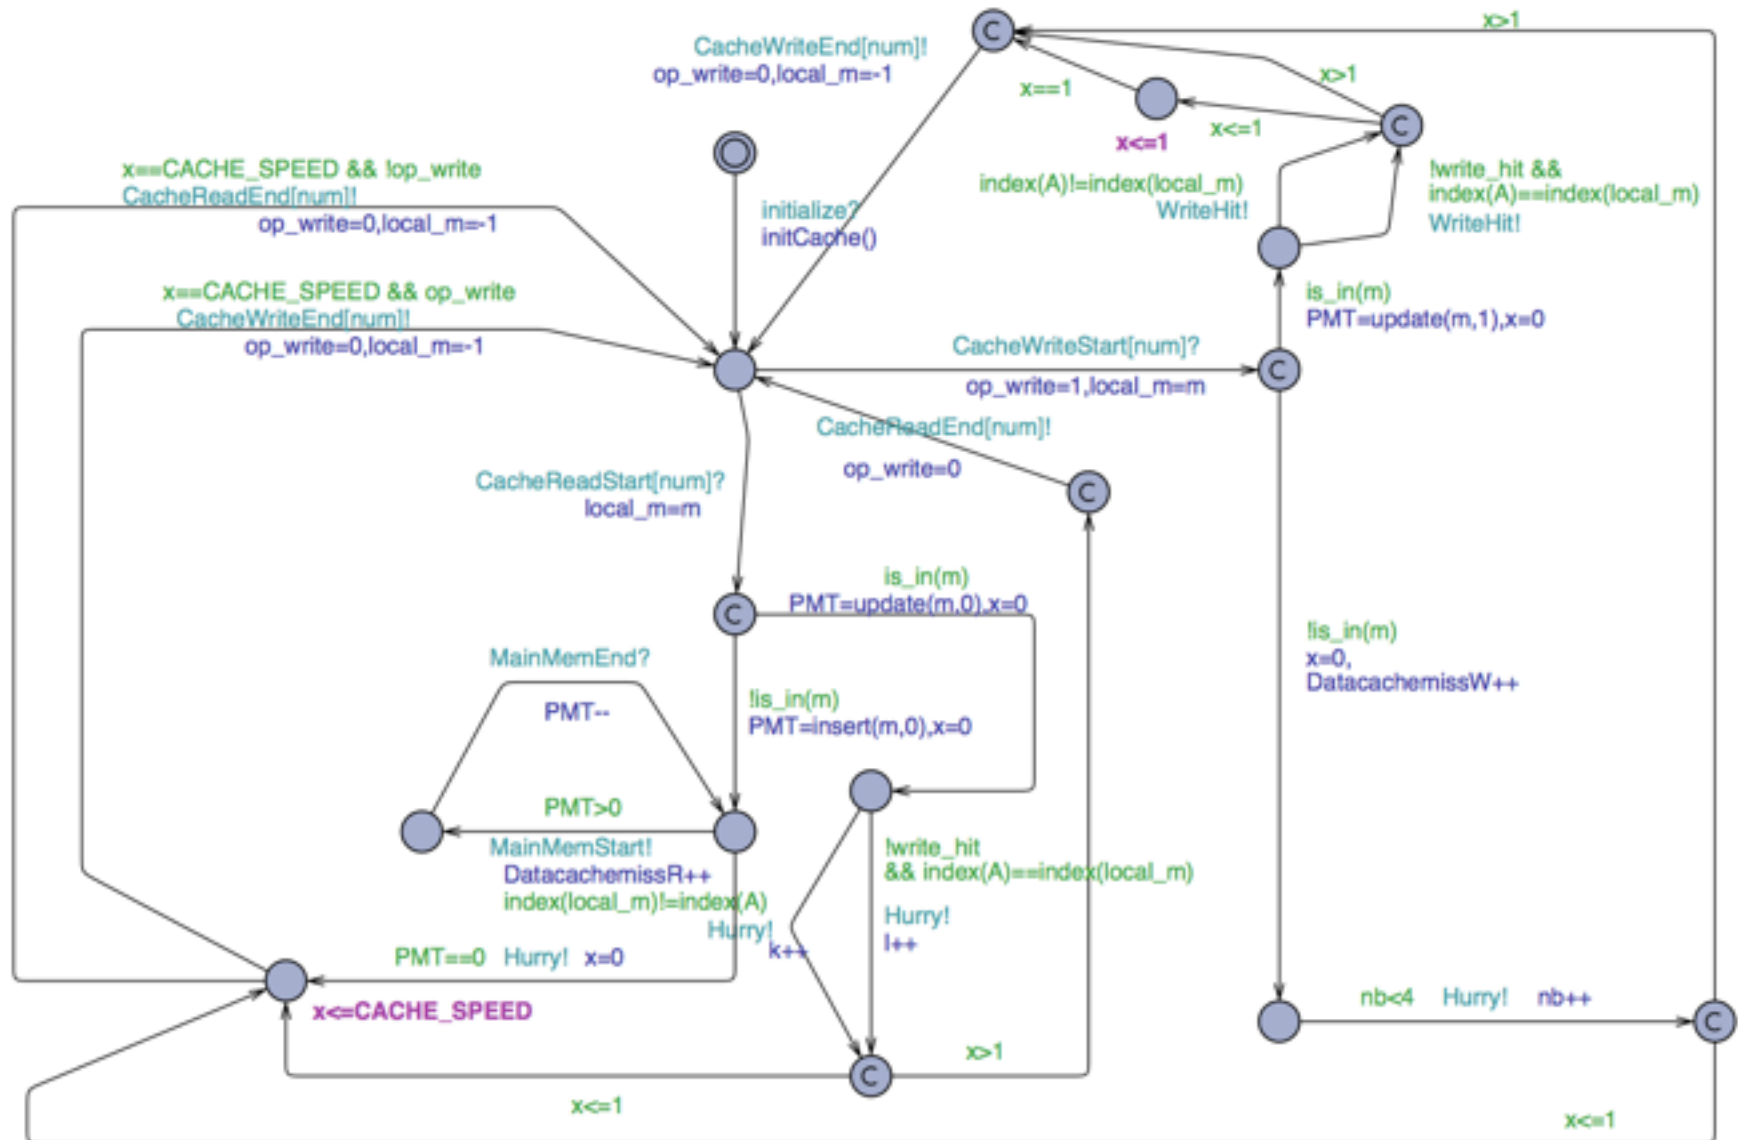 x>1
CacheWriteEnd[num]!
op_write=0,local_m=-1
C
x>1
x==1
x<=1
C
x<=1
x==CACHE_SPEED && !op_write
CacheReadEnd[num]!
op_write=0,local_m=-1
index(A)!=index(local_m)
WriteHit!
!write_hit &&
index(A)==index(local_m)
WriteHit!
initialize?
initCache()
x==CACHE_SPEED && op_write
CacheWriteEnd[num]!
op_write=0,local_m=-1
is_in(m)
PMT=update(m,1),x=0
CacheWriteStart[num]?
op_write=1,local_m=m
C
CacheReadEnd[num]!
op_write=0
C
CacheReadStart[num]?
local_m=m
is_in(m)
PMT=update(m,0),x=0
C
MainMemEnd?
PMT--
!is_in(m)
PMT=insert(m,0),x=0
!is_in(m)
x=0,
DatacachemissW++
PMT>0
MainMemStart!
DatacachemissR++
index(local_m)!=index(A)
Hurry!
k++
!write_hit
&& index(A)==index(local_m)
Hurry!
l++
PMT==0 Hurry! x=0
x<=CACHE_SPEED
nb<4 Hurry! nb++
C
x>1
C
x<=1
x<=1